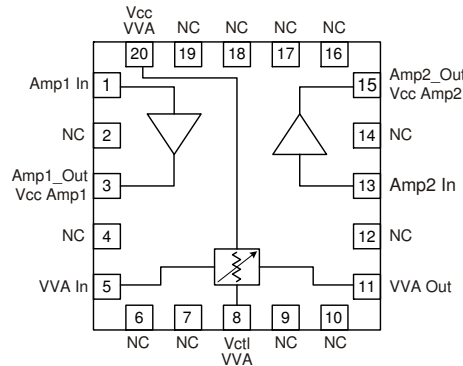 Vcc
VVA
NC
NC
NC
NC
20
19
18
17
16
Amp1 In
1
15
Amp2_Out
Vcc Amp2
NC
2
14
NC
Amp1_Out
Vcc Amp1
3
13
Amp2 In
NC
4
12
NC
VVA In
5
11
VVA Out
6
7
8
9
10
NC
NC
Vctl
VVA
NC
NC